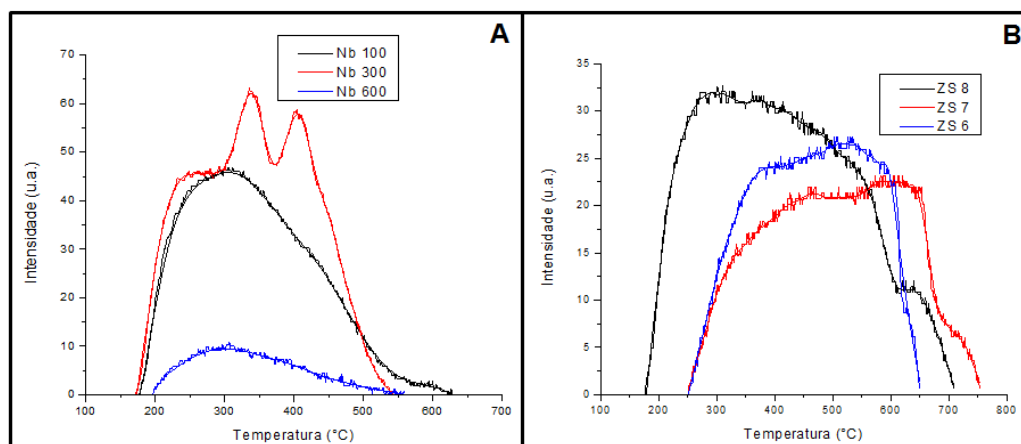 A
Nb 100
Nb 300
Nb 600
Intensidade (u.a.)
70
60
50
40
30
20
10
0
100 200 300 400 500 600 700
Temperatura (°C)
B
ZS 8
ZS 7
ZS 6
Intensidade (u.a.)
35
30
25
20
15
10
5
0
100 200 300 400 500 600 700 800
Temperatura (°C)